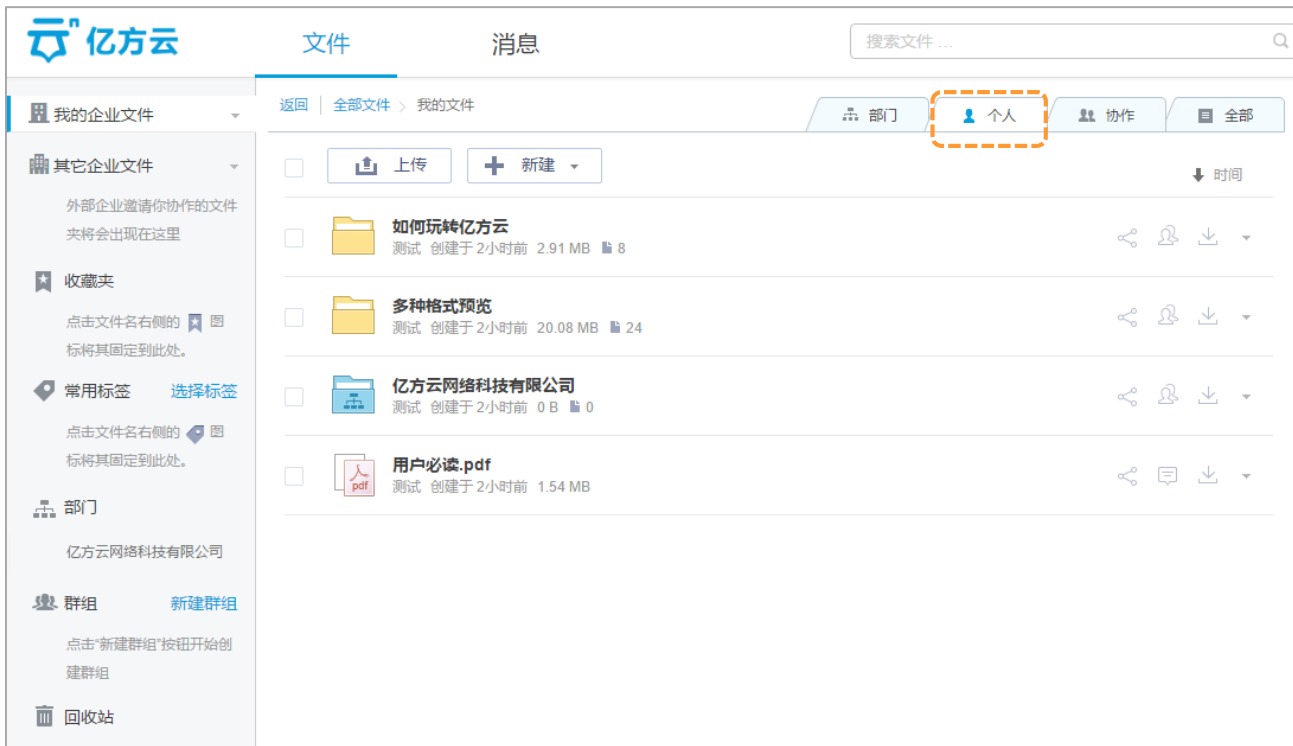 亿方云
文件
消息
搜索文件 ...
我的企业文件
其它企业文件
外部企业邀请你协作的文件
夹将会出现在这里
收藏夹
点击文件名右侧的 图
标将其固定到此处。
常用标签 选择标签
点击文件名右侧的 图
标将其固定到此处。
部门
亿方云网络科技有限公司
群组 新建群组
点击“新建群组”按钮开始创
建群组
回收站
返回 | 全部文件 > 我的文件
部门
个人
协作
全部
上传
新建
时间
如何玩转亿方云
测试 创建于 2小时前 2.91 MB 8
多种格式预览
测试 创建于 2小时前 20.08 MB 24
亿方云网络科技有限公司
测试 创建于 2小时前 0 B 0
pdf
用户必读.pdf
测试 创建于 2小时前 1.54 MB